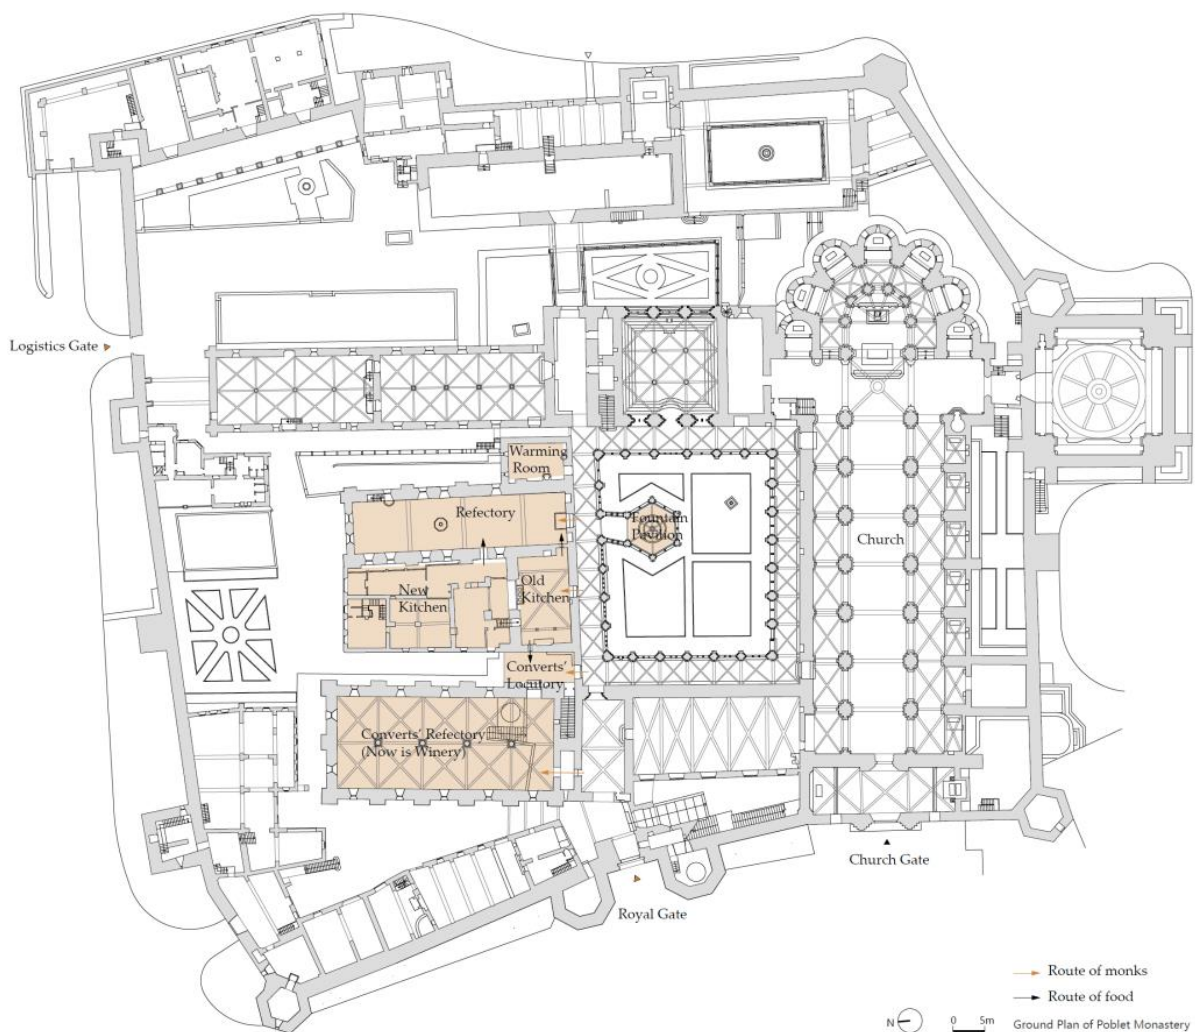 Logistics Gate
Warming
Room
Refectory
Fountain
Pavilion
Church
New
Kitchen
Old
Kitchen
Converts'
Locutory
Converts' Refectory
(Now is Winery)
Church Gate
Royal Gate
Route of monks
Route of food
N
0 5m
Ground Plan of Poblet Monastery